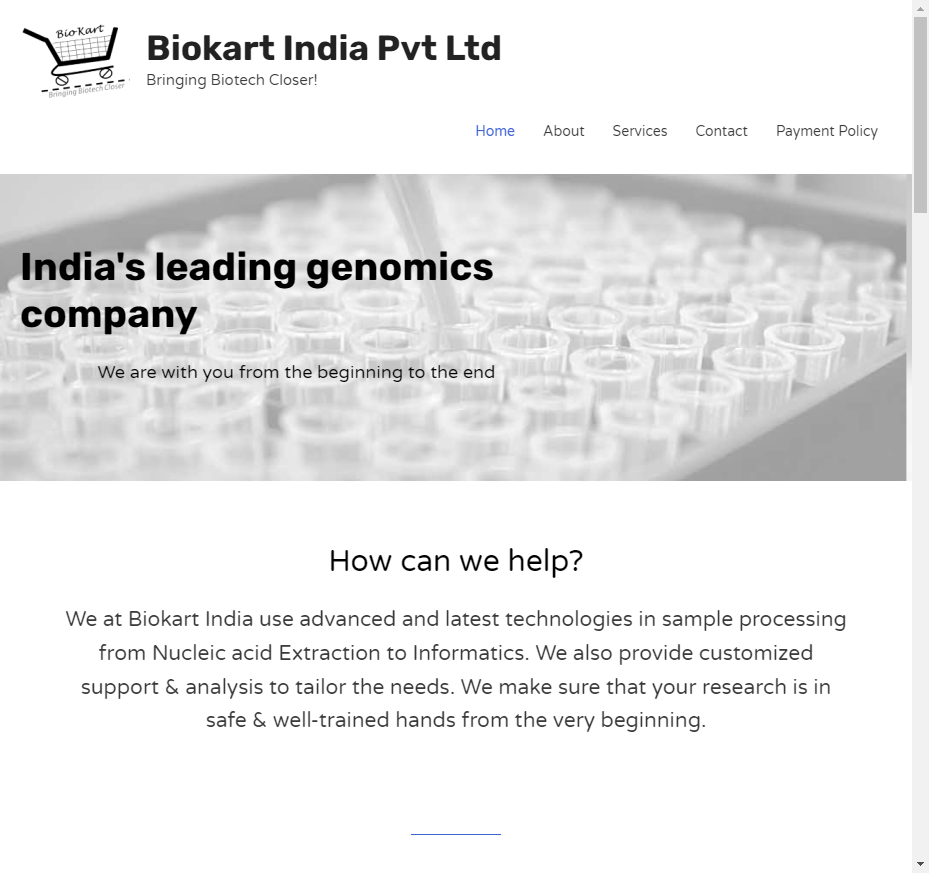 Bio-Kart
Bringing Biotech Closer
Biokart India Pvt Ltd
Bringing Biotech Closer!
Home About Services Contact Payment Policy
India's leading genomics
company
We are with you from the beginning to the end
How can we help?
We at Biokart India use advanced and latest technologies in sample processing
from Nucleic acid Extraction to Informatics. We also provide customized
support & analysis to tailor the needs. We make sure that your research is in
safe & well-trained hands from the very beginning.